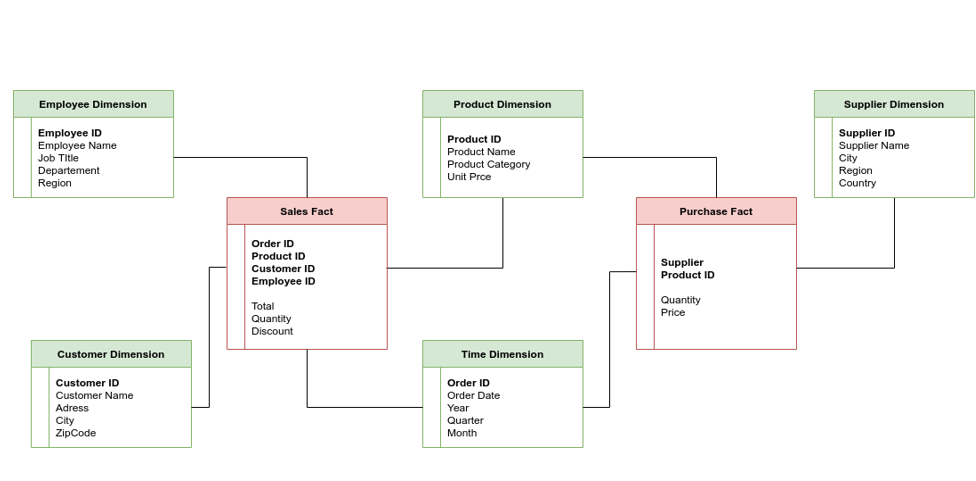 Employee Dimension
Employee ID
Employee Name
Job TItle
Departement
Region
Product Dimension
Product ID
Product Name
Product Category
Unit Prce
Supplier Dimension
Supplier ID
Supplier Name
City
Region
Country
Sales Fact
Order ID
Product ID
Customer ID
Employee ID
Total
Quantity
Discount
Purchase Fact
Supplier
Product ID
Quantity
Price
Customer Dimension
Customer ID
Customer Name
Adress
City
ZipCode
Time Dimension
Order ID
Order Date
Year
Quarter
Month